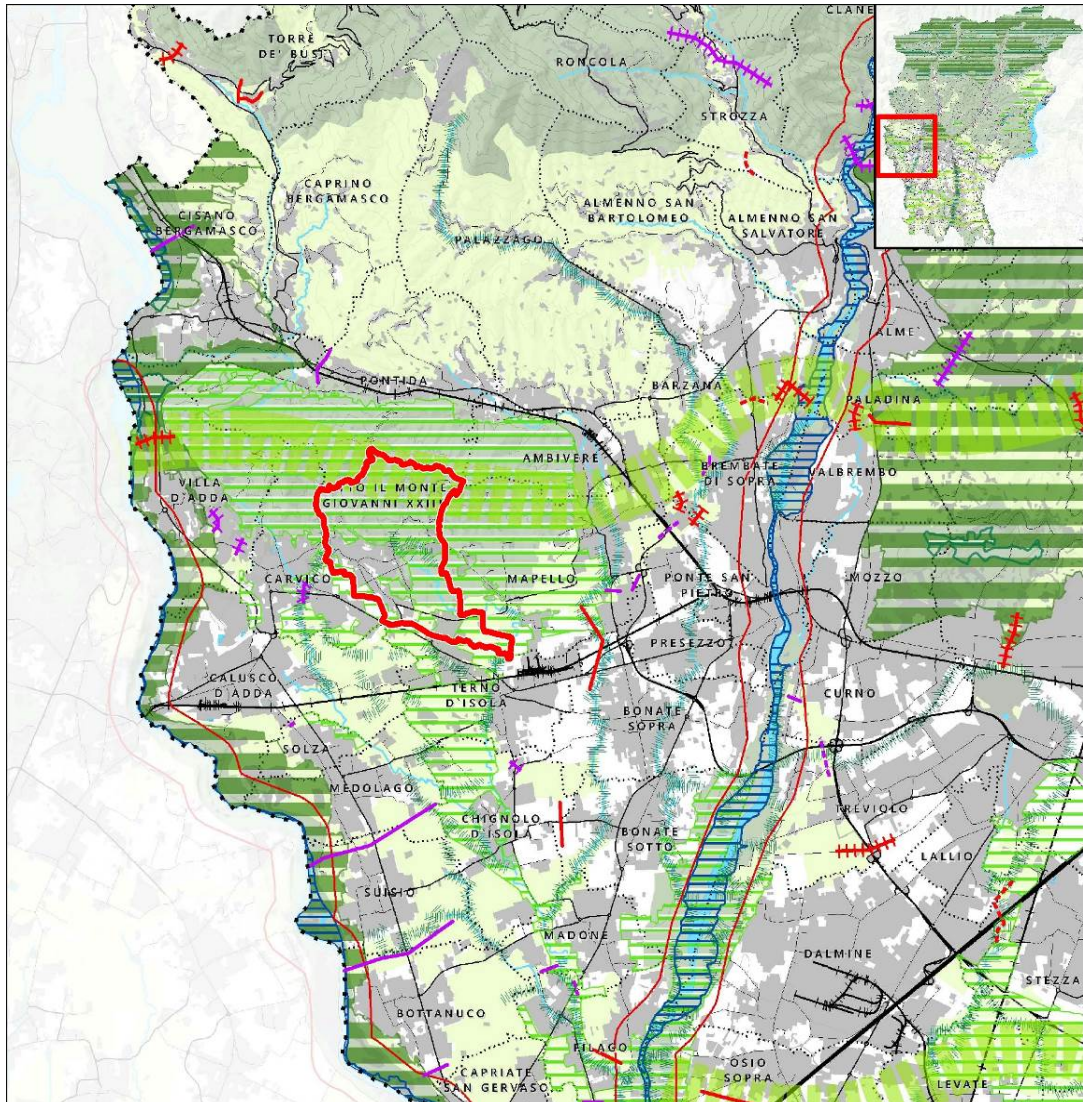 TORRE
DE' BUSI
RONCOLA
CLANE
STROZZA
CAPRINO
BERGAMASCO
CISANO
BERGAMASCO
ALMENNO SAN
BARTOLOMEO
ALMENNO SAN
SALVATORE
PALAZZAGO
ALME'
PONTIDA
BARZANA
PALADINA
AMBIVERE
BREMBATE
DI SOPRA
VALBREMBO
VILLA
D'ADDA
TO IL MONTE
GIOVANNI XXIII
CARVICO
MAPELLO
PONTE SAN
PIETRO
MOZZO
PRESEZZO
CALUSCO
D'ADDA
TERNO
D'ISOLA
BONATE
SOPRA
CURNO
SOLZA
MEDOLAGO
CHIGNOLO
D'ISOLA
BONATE
SOTTO
TREVIOLO
LALLIO
SUISIO
MADONE
DALMINE
STEZZA
BOTTANUCO
FILAGO
OSIO
SOPRA
CAPRIATE
SAN GERVASO
LEVATE